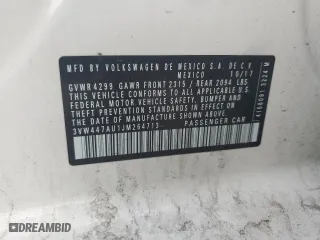 MFD BY VOLKSWAGEN DE MEXICO S.A. DE C.V.
MEXICO 10/17
GVWR 4299 GAWR FRONT 2315 / REAR 2094 LBS
THIS VEHICLE CONFORMS TO ALL APPLICABLE
FEDERAL MOTOR VEHICLE SAFETY, BUMPER AND
THEFT PREVENTION STANDARDS IN EFFECT ON
THE DATE OF MANUFACTURE SHOWN ABOVE
3VW447AU1JM264713 PASSENGER CAR